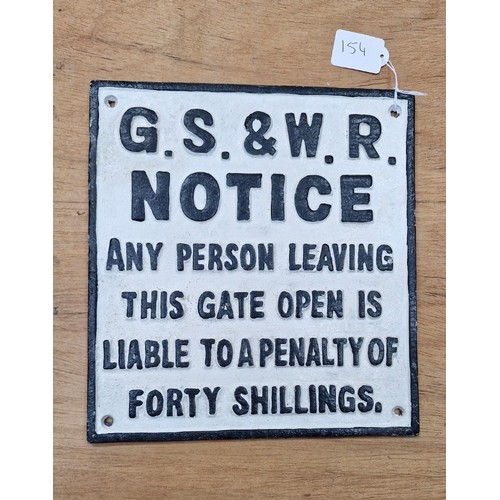 154
G.S.&W.R.
NOTICE
ANY PERSON LEAVING
THIS GATE OPEN IS
LIABLE TO A PENALTY OF
FORTY SHILLINGS.